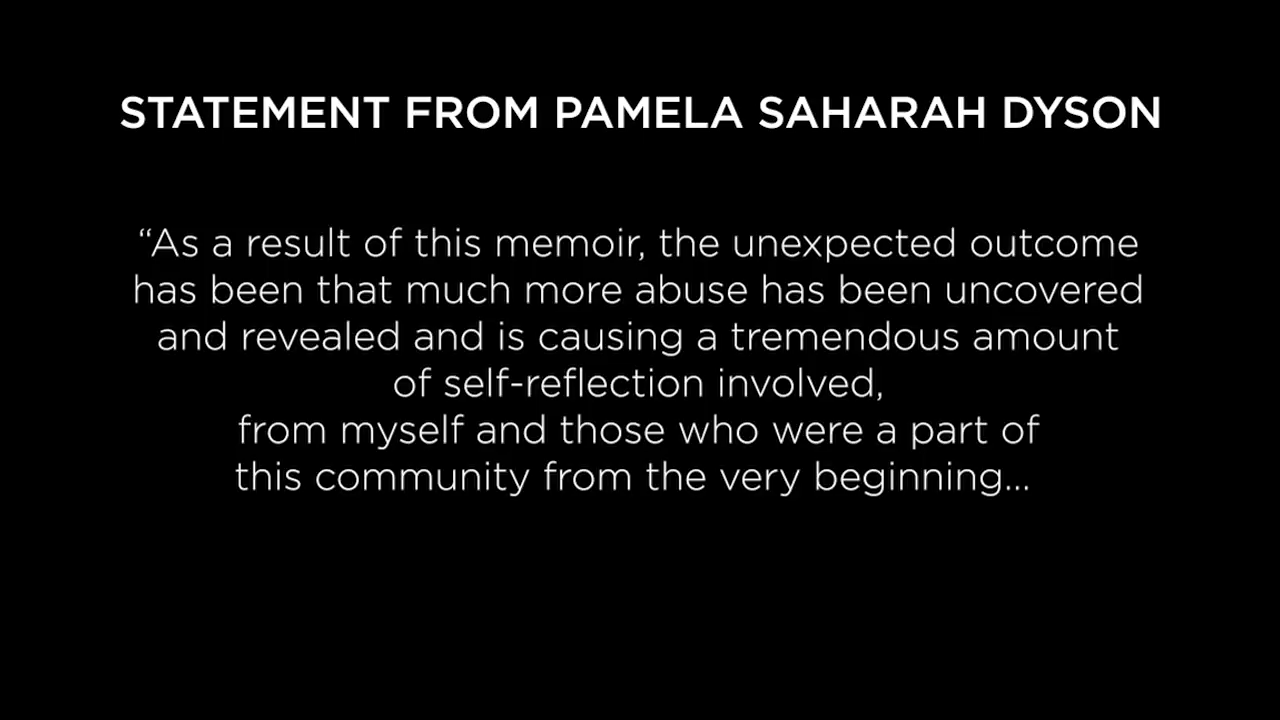 STATEMENT FROM PAMELA SAHARAH DYSON
“As a result of this memoir, the unexpected outcome
has been that much more abuse has been uncovered
and revealed and is causing a tremendous amount
of self-reflection involved,
from myself and those who were a part of
this community from the very beginning...